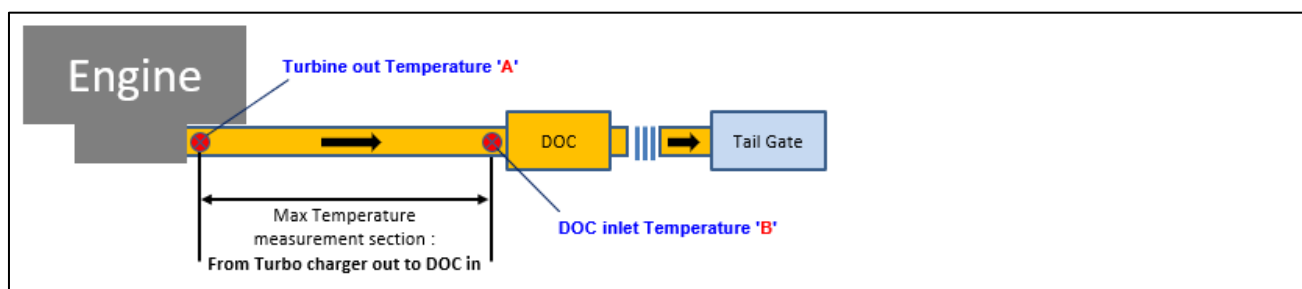 Engine
Turbine out Temperature 'A'
DOC
Tail Gate
Max Temperature
measurement section :
From Turbo charger out to DOC in
DOC inlet Temperature 'B'